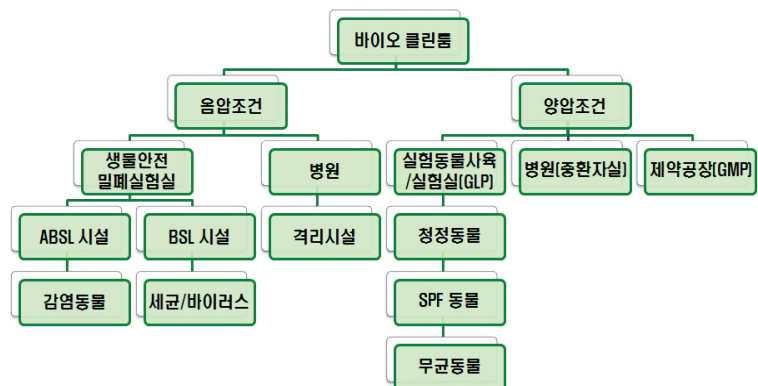 바이오 클린룸
음압조건
양압조건
생물안전
밀폐실험실
병원
실험동물사육
/실험실(GLP)
병원(중환자실)
제약공장(GMP)
ABSL 시설
BSL 시설
격리시설
청정동물
감염동물
세균/바이러스
SPF 동물
무균동물